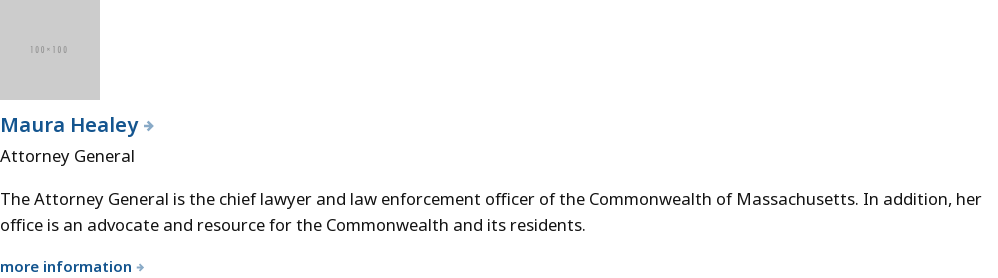 100×100
Maura Healey
Attorney General
The Attorney General is the chief lawyer and law enforcement officer of the Commonwealth of Massachusetts. In addition, her
office is an advocate and resource for the Commonwealth and its residents.
more information